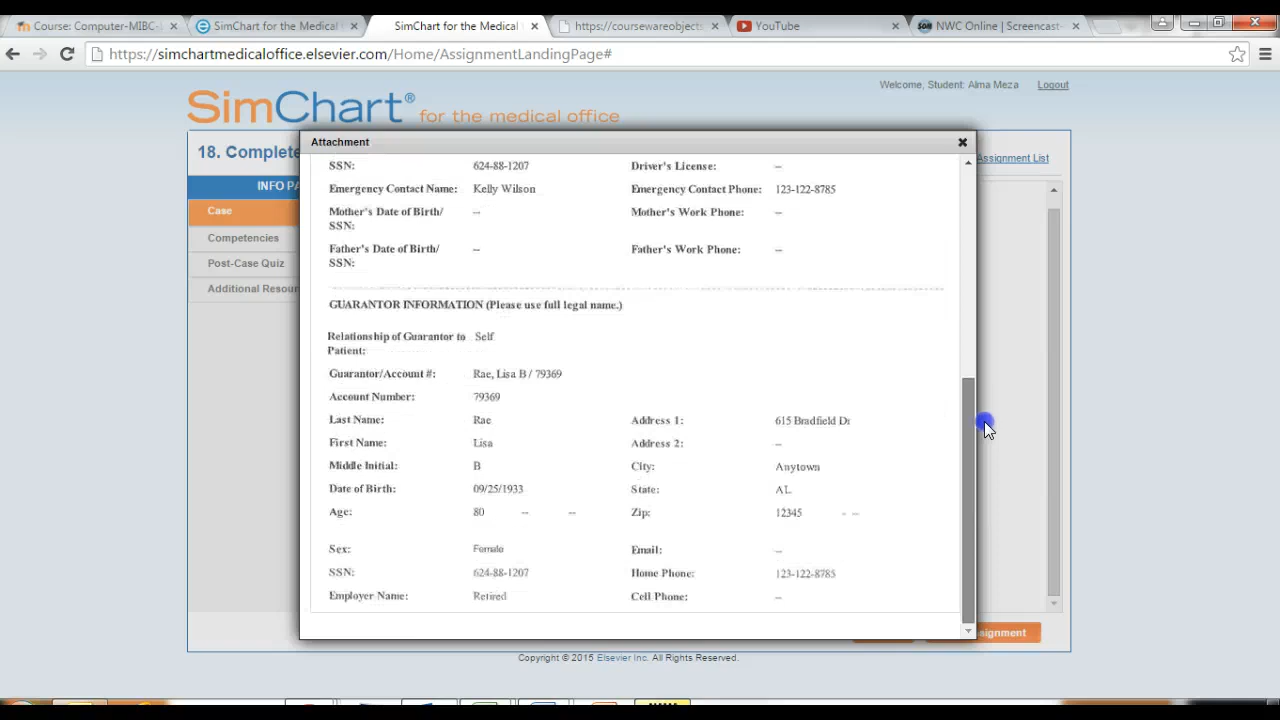 Course: Computer-MIBC-
SimChart for the Medical
SimChart for the Medical
https://coursewareobjects
YouTube
NWC Online | Screencast-
https://simchartmedicaloffice.elsevier.com/Home/AssignmentLandingPage#
Welcome, Student: Alma Meza Logout
SimChart® for the medical office
18. Complete
Attachment
Assignment List
INFO PA
Case
Competencies
Post-Case Quiz
Additional Resour
SSN: 624-88-1207 Driver's License: --
Emergency Contact Name: Kelly Wilson Emergency Contact Phone: 123-122-8785
Mother's Date of Birth/ -- Mother's Work Phone: --
SSN:
Father's Date of Birth/ -- Father's Work Phone: --
SSN:
GUARANTOR INFORMATION (Please use full legal name.)
Relationship of Guarantor to Self
Patient:
Guarantor/Account #: Rae, Lisa B / 79369
Account Number: 79369
Last Name: Rae Address 1: 615 Bradfield Dr
First Name: Lisa Address 2: --
Middle Initial: B City: Anytown
Date of Birth: 09/25/1933 State: AL
Age: 80 -- -- Zip: 12345 - --
Sex: Female Email: --
SSN: 624-88-1207 Home Phone: 123-122-8785
Employer Name: Retired Cell Phone: --
ssignment
Copyright © 2015 Elsevier Inc. All Rights Reserved.